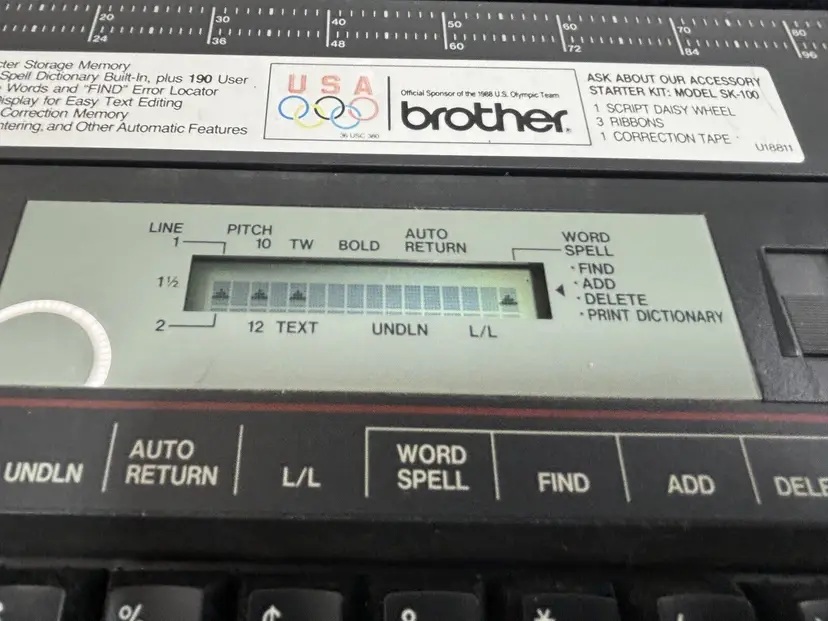 20 30 40 50 60 70 80
24 36 48 60 72 84 96
cter Storage Memory
Spell Dictionary Built-In, plus 190 User
Words and "FIND" Error Locator
Display for Easy Text Editing
Correction Memory
ntering, and Other Automatic Features
USA
36 USC 380
Official Sponsor of the 1988 U.S. Olympic Team
brother®
ASK ABOUT OUR ACCESSORY
STARTER KIT: MODEL SK-100
1 SCRIPT DAISY WHEEL
3 RIBBONS
1 CORRECTION TAPE
U18811
LINE
1
1½
2
PITCH
10 TW BOLD
AUTO
RETURN
12 TEXT UNDLN L/L
WORD
SPELL
· FIND
· ADD
· DELETE
· PRINT DICTIONARY
UNDLN
AUTO
RETURN
L/L
WORD
SPELL
FIND
ADD
DELE
% ¢ *